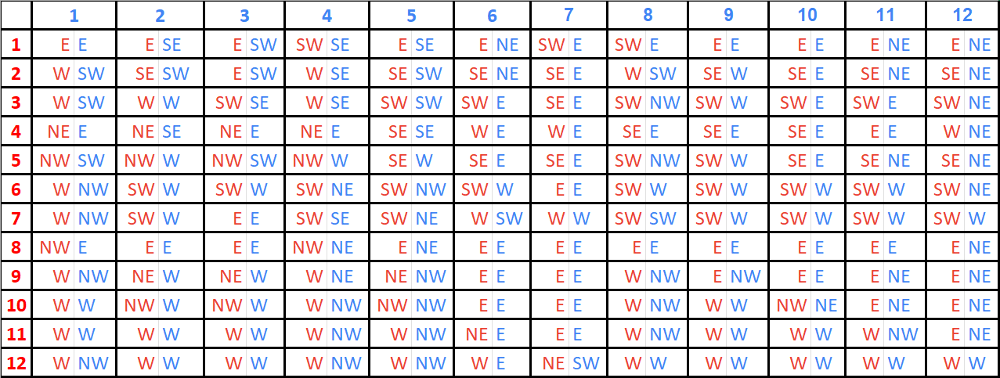 1 2 3 4 5 6 7 8 9 10 11 12
1 E E E SE E SW SW SE E SE E NE SW E SW E E E E E E NE E NE
2 W SW SE SW E SW W SE SE SW SE NE SE E W SW SE W SE E SE NE SE NE
3 W SW W W SW SE W SE SW SW SW E SE E SW NW SW W SW E SW E SW NE
4 NE E NE SE NE E NE E SE SE W E W E SE E SE E SE E E E W NE
5 NW SW NW W NW SW NW W SE W SE E SE E SW NW SW W SE E SE NE SE NE
6 W NW SW W SW W SW NE SW NW SW W E E SW W SW W SW W SW W SW NE
7 W NW SW W E E SW SE SW NE W SW W W SW SW SW W SW W SW W SW W
8 NW E E E E E NW NE E NE E E E E E E E E E E E E E NE
9 W NW NE W NE W W NE NE NW E E E E W NW E NW E E E NE E NE
10 W W NW W NW W W NW NW NW E E E E W NW W W NW NE E NE E NE
11 W W W W W W W NW W NW NE E E E W NW W W W W W NW E NE
12 W NW W W W W W NW W NW W E NE SW W W W W W W W W W W